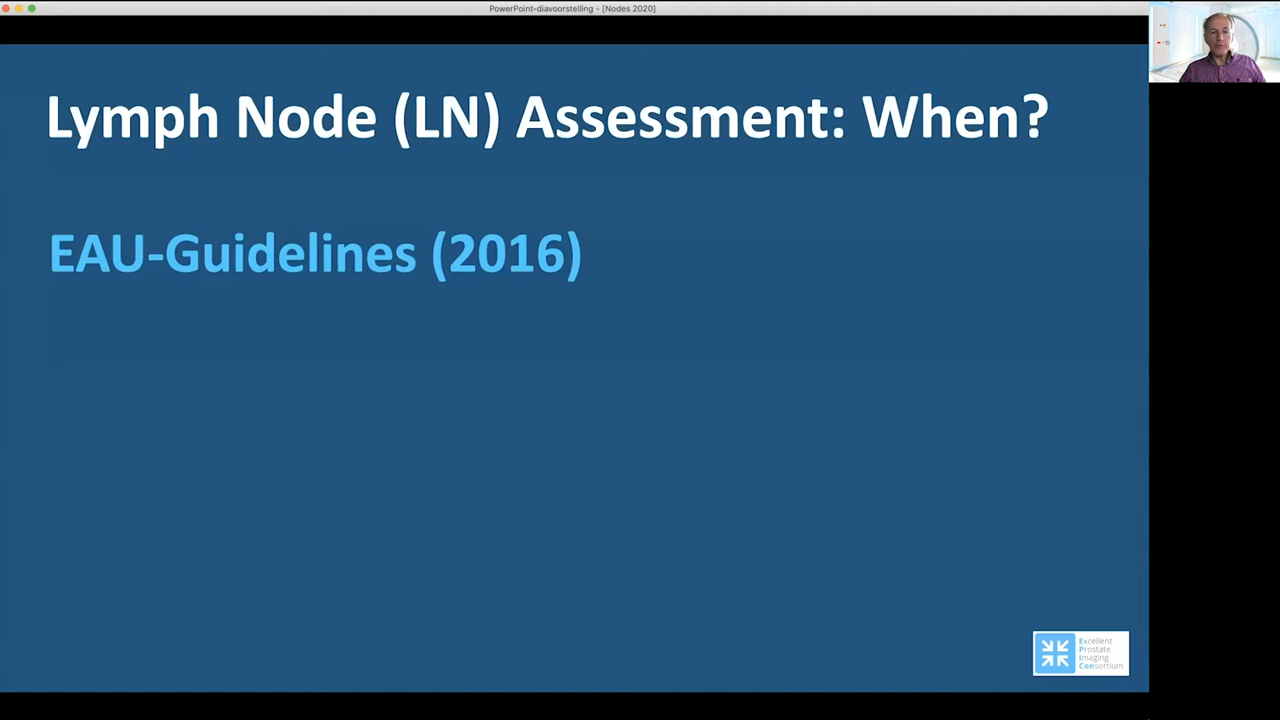 PowerPoint-diavoorstelling - [Nodes 2020]
Lymph Node (LN) Assessment: When?
EAU-Guidelines (2016)
Excellent
Prostate
Imaging
Consortium